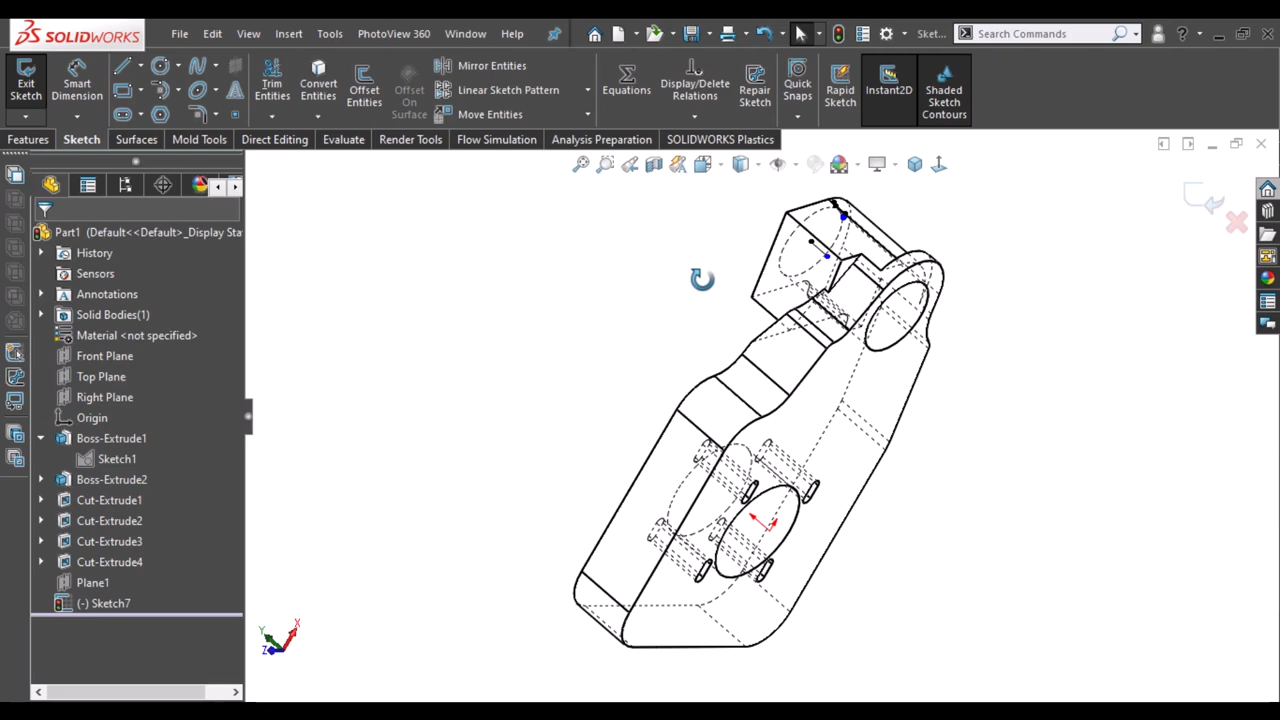 SOLIDWORKS File Edit View Insert Tools PhotoView 360 Window Help Sket... Search Commands ?
Exit Sketch Smart Dimension Trim Entities Convert Entities Offset Entities Offset On Surface Mirror Entities Linear Sketch Pattern Move Entities Equations Display/Delete Relations Repair Sketch Quick Snaps Rapid Sketch Instant2D Shaded Sketch Contours
Features Sketch Surfaces Mold Tools Direct Editing Evaluate Render Tools Flow Simulation Analysis Preparation SOLIDWORKS Plastics
Part1 (Default<<Default>_Display Sta
History
Sensors
Annotations
Solid Bodies(1)
Material <not specified>
Front Plane
Top Plane
Right Plane
Origin
Boss-Extrude1
Sketch1
Boss-Extrude2
Cut-Extrude1
Cut-Extrude2
Cut-Extrude3
Cut-Extrude4
Plane1
(-) Sketch7
Y X
Z